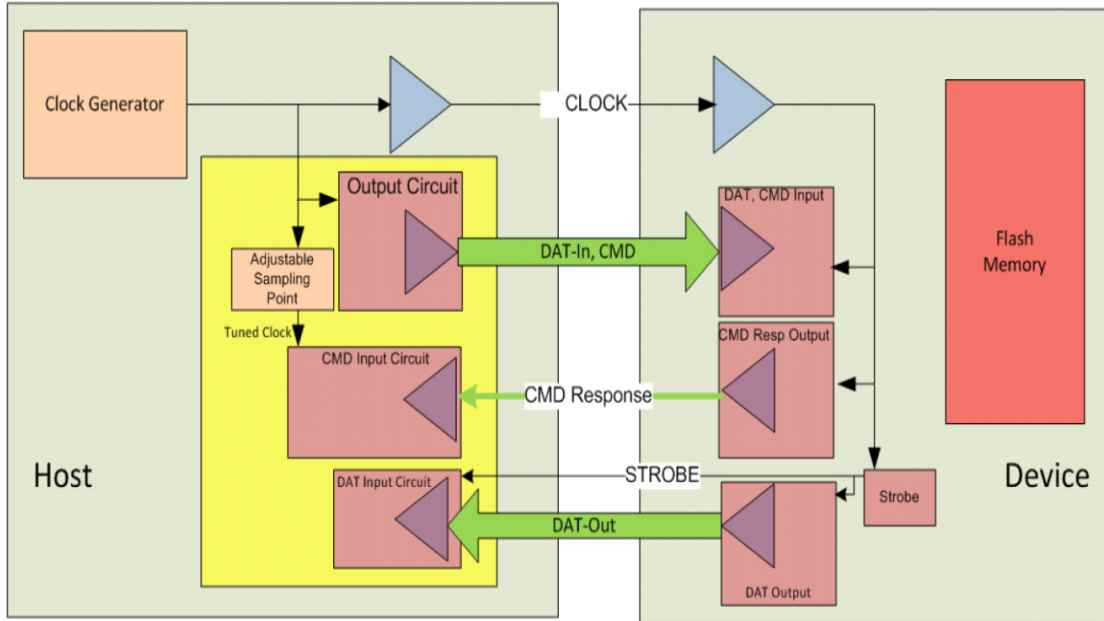 Clock Generator
CLOCK
Output Circuit
DAT, CMD Input
DAT-In, CMD
Flash
Memory
Adjustable
Sampling
Point
Tuned Clock
CMD Input Circuit
CMD Resp Output
CMD Response
Host
STROBE
Device
DAT Input Circuit
Strobe
DAT-Out
DAT Output